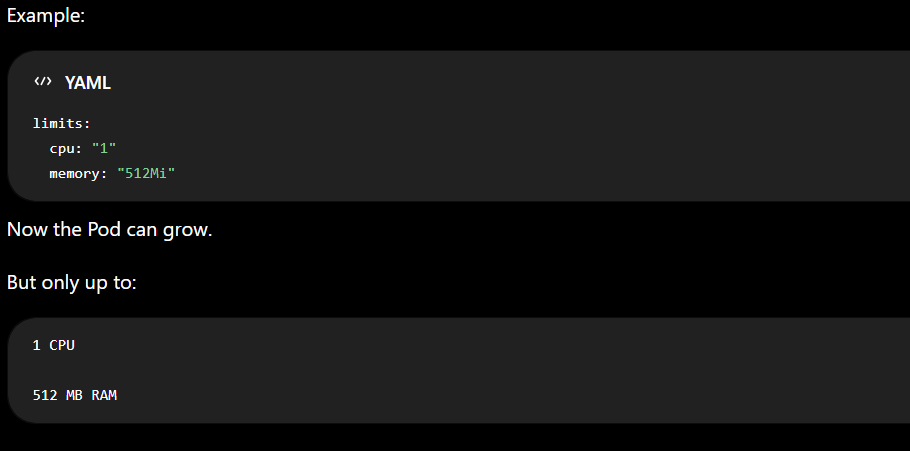 Example:
YAML
limits:
  cpu: "1"
  memory: "512Mi"
Now the Pod can grow.
But only up to:
1 CPU
512 MB RAM